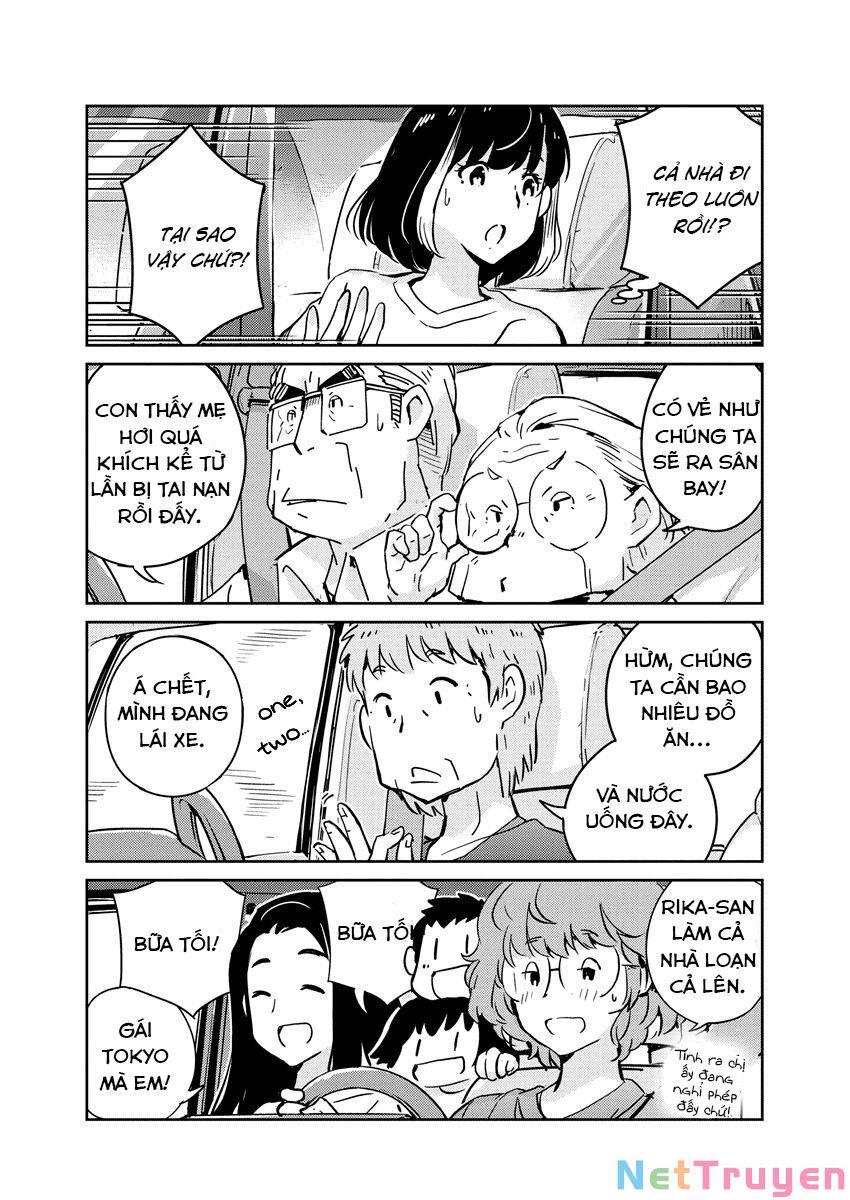 CẢ NHÀ ĐI
THEO LUÔN
RỒI!?
TẠI SAO
VẬY CHỨ?!
CÓ VẺ NHƯ
CHÚNG TA
SẼ RA SÂN
BAY!
CON THẤY MẸ
HƠI QUÁ
KHÍCH KỂ TỪ
LẦN BỊ TAI NẠN
RỒI ĐẤY.
HỪM, CHÚNG
TA CẦN BAO
NHIÊU ĐỒ
ĂN...
VÀ NƯỚC
UỐNG ĐÂY.
one,
two...
Á CHẾT,
MÌNH ĐANG
LÁI XE.
RIKA-SAN
LÀM CẢ
NHÀ LOẠN
CẢ LÊN.
Tính ra chị
ấy đang
nghỉ phép
đấy chứ!
BỮA TỐI!
BỮA TỐI!
GÁI
TOKYO
MÀ EM!
NetTruyen